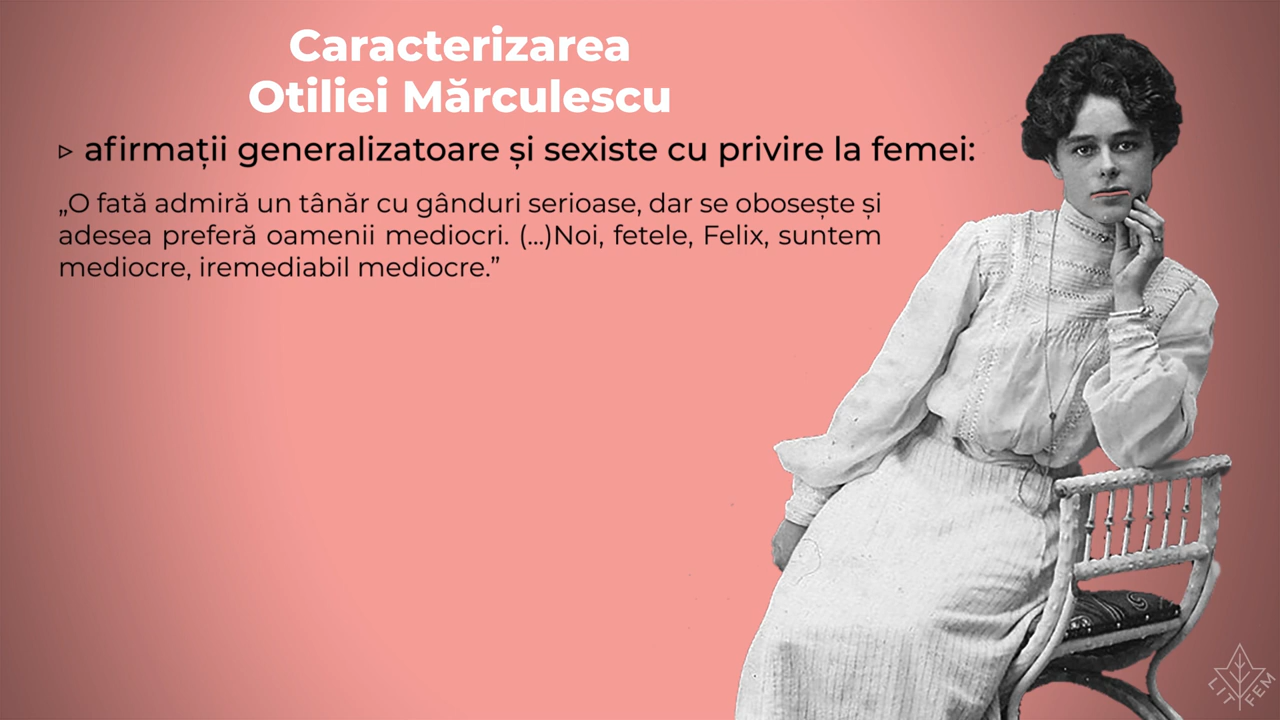 Caracterizarea
Otiliei Mărculescu
▹ afirmații generalizatoare și sexiste cu privire la femei:
„O fată admiră un tânăr cu gânduri serioase, dar se obosește și
adesea preferă oamenii mediocri. (...)Noi, fetele, Felix, suntem
mediocre, iremediabil mediocre.”
LIT FEM